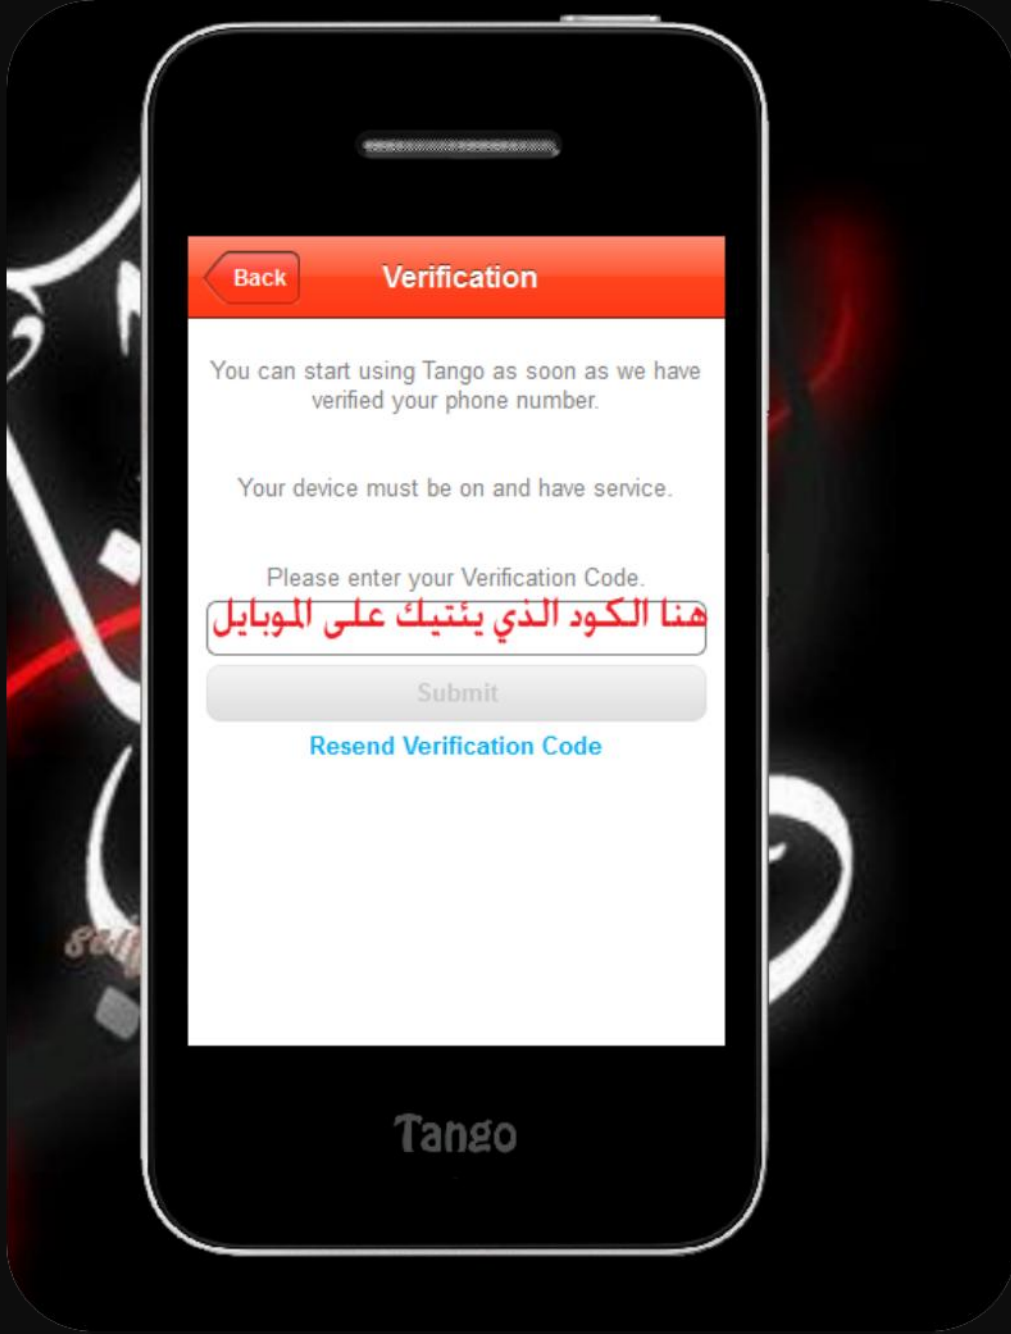 Back
Verification
You can start using Tango as soon as we have
verified your phone number.
Your device must be on and have service.
Please enter your Verification Code.
هنا الكود الذي يئتيك على الموبايل
Submit
Resend Verification Code
Tango